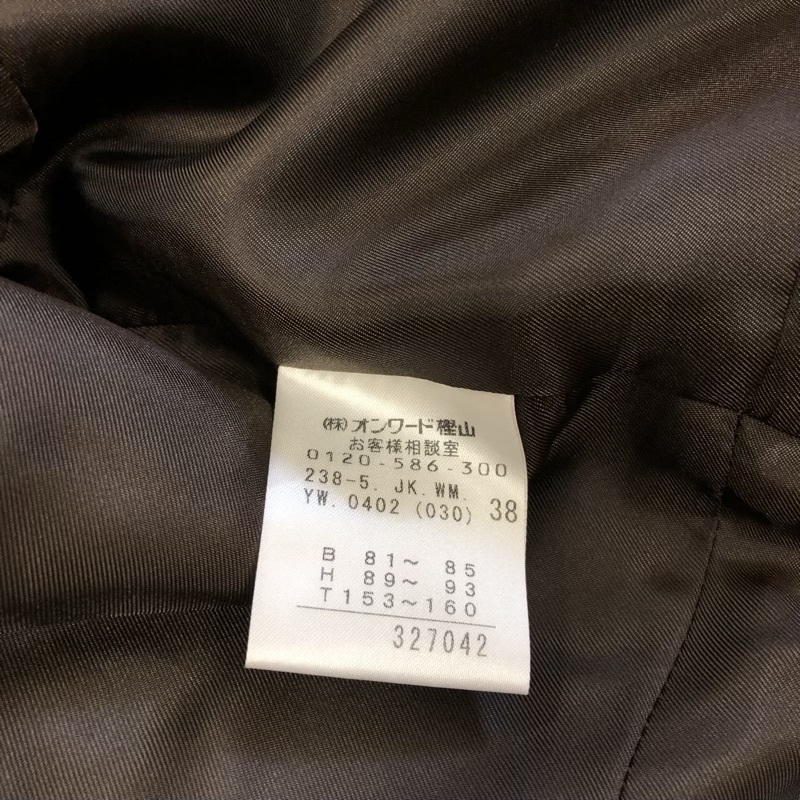 (株)オンワード樫山
お客様相談室
0120-586-300
238-5. JK. WM.
YW. 0402 (030) 38
B 81～ 85
H 89～ 93
T153～160
327042